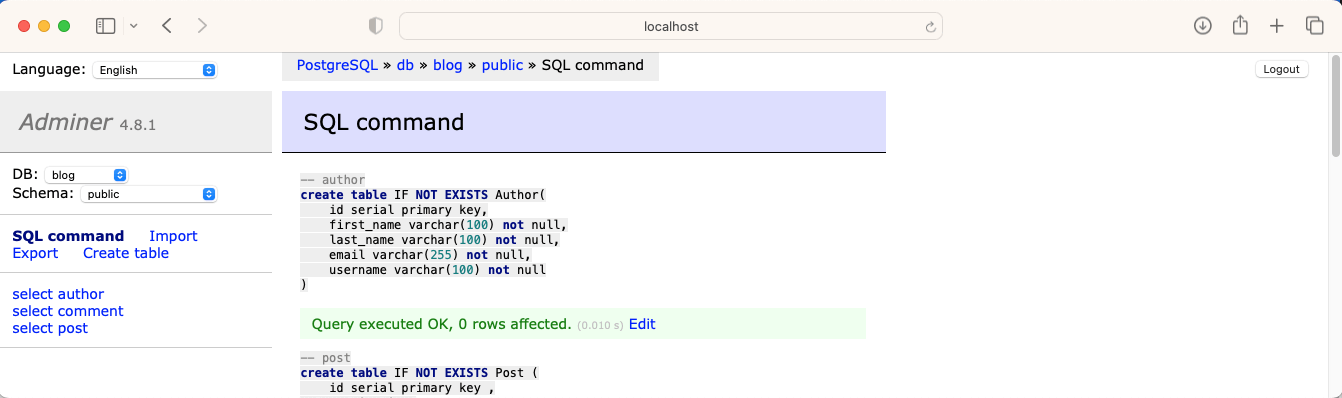 localhost
Language: English
PostgreSQL » db » blog » public » SQL command
Logout
Adminer 4.8.1
SQL command
DB: blog
Schema: public
SQL command Import
Export Create table
select author
select comment
select post
-- author
create table IF NOT EXISTS Author(
    id serial primary key,
    first_name varchar(100) not null,
    last_name varchar(100) not null,
    email varchar(255) not null,
    username varchar(100) not null
)
Query executed OK, 0 rows affected. (0.010 s) Edit
-- post
create table IF NOT EXISTS Post (
    id serial primary key ,